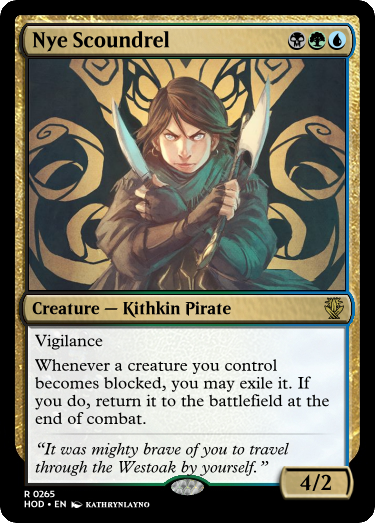 Nye Scoundrel
Creature — Kithkin Pirate
Vigilance
Whenever a creature you control
becomes blocked, you may exile it. If
you do, return it to the battlefield at the
end of combat.
“It was mighty brave of you to travel
through the Westoak by yourself.”
4/2
R 0265
HOD • EN KATHRYNLAYNO